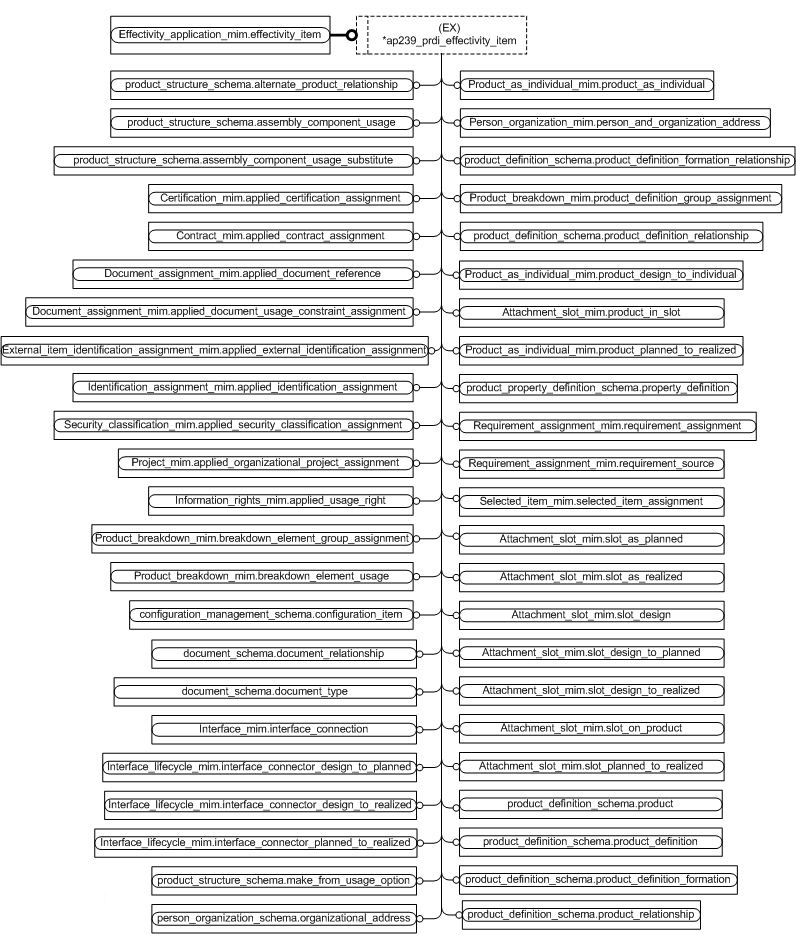 Effectivity_application_mim.effectivity_item
(EX)
*ap239_prdi_effectivity_item
product_structure_schema.alternate_product_relationship
Product_as_individual_mim.product_as_individual
product_structure_schema.assembly_component_usage
Person_organization_mim.person_and_organization_address
product_structure_schema.assembly_component_usage_substitute
product_definition_schema.product_definition_formation_relationship
Certification_mim.applied_certification_assignment
Product_breakdown_mim.product_definition_group_assignment
Contract_mim.applied_contract_assignment
product_definition_schema.product_definition_relationship
Document_assignment_mim.applied_document_reference
Product_as_individual_mim.product_design_to_individual
Document_assignment_mim.applied_document_usage_constraint_assignment
Attachment_slot_mim.product_in_slot
External_item_identification_assignment_mim.applied_external_identification_assignment
Product_as_individual_mim.product_planned_to_realized
Identification_assignment_mim.applied_identification_assignment
product_property_definition_schema.property_definition
Security_classification_mim.applied_security_classification_assignment
Requirement_assignment_mim.requirement_assignment
Project_mim.applied_organizational_project_assignment
Requirement_assignment_mim.requirement_source
Information_rights_mim.applied_usage_right
Selected_item_mim.selected_item_assignment
Product_breakdown_mim.breakdown_element_group_assignment
Attachment_slot_mim.slot_as_planned
Product_breakdown_mim.breakdown_element_usage
Attachment_slot_mim.slot_as_realized
configuration_management_schema.configuration_item
Attachment_slot_mim.slot_design
document_schema.document_relationship
Attachment_slot_mim.slot_design_to_planned
document_schema.document_type
Attachment_slot_mim.slot_design_to_realized
Interface_mim.interface_connection
Attachment_slot_mim.slot_on_product
Interface_lifecycle_mim.interface_connector_design_to_planned
Attachment_slot_mim.slot_planned_to_realized
Interface_lifecycle_mim.interface_connector_design_to_realized
product_definition_schema.product
Interface_lifecycle_mim.interface_connector_planned_to_realized
product_definition_schema.product_definition
product_structure_schema.make_from_usage_option
product_definition_schema.product_definition_formation
person_organization_schema.organizational_address
product_definition_schema.product_relationship